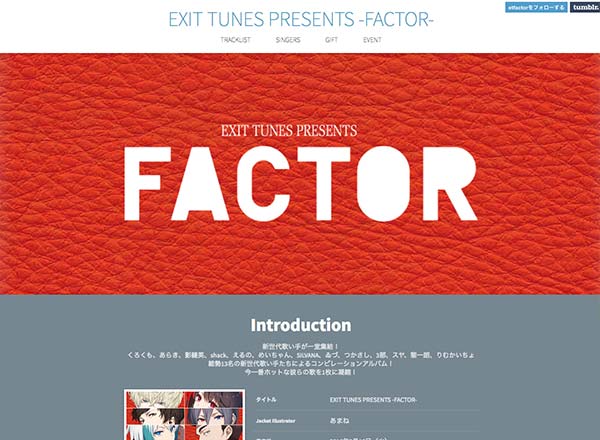 etfactorをフォローする
tumblr.
EXIT TUNES PRESENTS -FACTOR-
TRACKLIST SINGERS GIFT EVENT
EXIT TUNES PRESENTS
FACTOR
Introduction
新世代歌い手が一堂集結！
くろくも、あらき、影縫英、shack、えるの、めいちゃん、SILVANA、ゐづ、つかさし、3部、スヤ、紫一朗、りむかいちょ
総勢13名の新世代歌い手たちによるコンピレーションアルバム！
今一番ホットな彼らの歌を1枚に凝縮！
タイトル EXIT TUNES PRESENTS -FACTOR-
Jacket Illustrator あまね